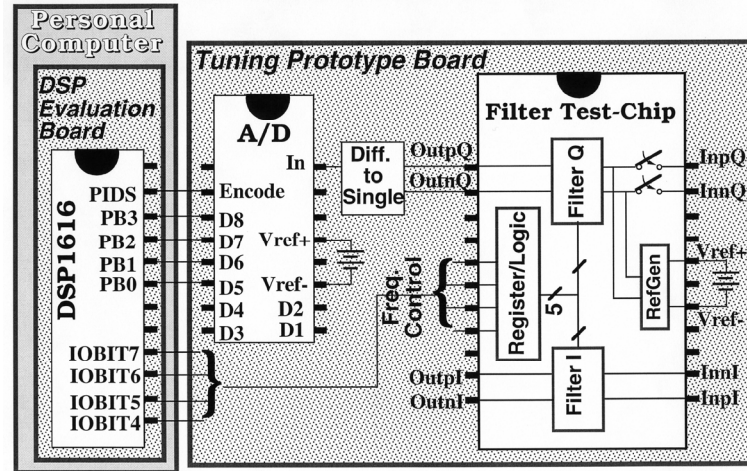 Personal
Computer
DSP
Evaluation
Board
DSP1616
PIDS
PB3
PB2
PB1
PB0
IOBIT7
IOBIT6
IOBIT5
IOBIT4
Tuning Prototype Board
A/D
In
Encode
D8
D7
Vref+
D6
D5
Vref-
D4
D2
D3
D1
Diff.
to
Single
Freq.
Control
Filter Test-Chip
OutpQ
OutnQ
Filter Q
InpQ
InnQ
Register/Logic
5
RefGen
Vref+
Vref-
Filter I
OutpI
OutnI
InnI
InpI